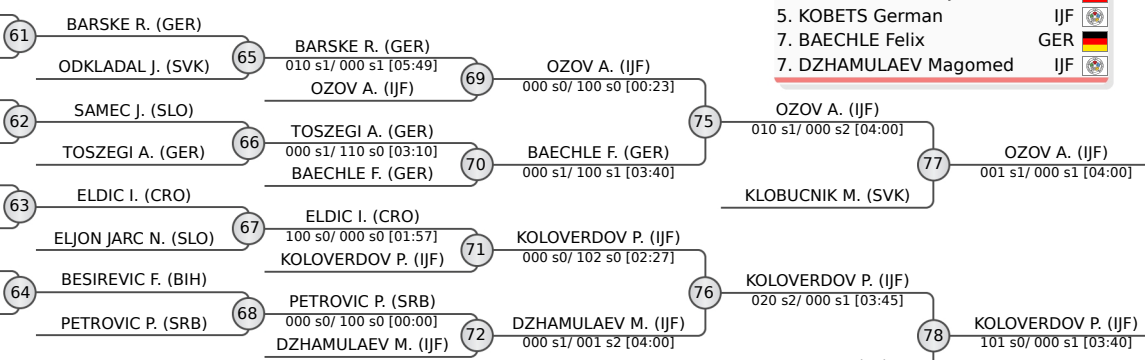 5. KOBETS German IJF
7. BAECHLE Felix GER
7. DZHAMULAEV Magomed IJF
61
BARSKE R. (GER)
ODKLADAL J. (SVK)
62
SAMEC J. (SLO)
TOSZEGI A. (GER)
63
ELDIC I. (CRO)
ELJON JARC N. (SLO)
64
BESIREVIC F. (BIH)
PETROVIC P. (SRB)
65
BARSKE R. (GER)
010 s1/ 000 s1 [05:49]
OZOV A. (IJF)
66
TOSZEGI A. (GER)
000 s1/ 110 s0 [03:10]
BAECHLE F. (GER)
67
ELDIC I. (CRO)
100 s0/ 000 s0 [01:57]
KOLOVERDOV P. (IJF)
68
PETROVIC P. (SRB)
000 s0/ 100 s0 [00:00]
DZHAMULAEV M. (IJF)
69
OZOV A. (IJF)
000 s0/ 100 s0 [00:23]
70
BAECHLE F. (GER)
000 s1/ 100 s1 [03:40]
71
KOLOVERDOV P. (IJF)
000 s0/ 102 s0 [02:27]
72
DZHAMULAEV M. (IJF)
000 s1/ 001 s2 [04:00]
75
OZOV A. (IJF)
010 s1/ 000 s2 [04:00]
KLOBUCNIK M. (SVK)
76
KOLOVERDOV P. (IJF)
020 s2/ 000 s1 [03:45]
77
OZOV A. (IJF)
001 s1/ 000 s1 [04:00]
78
KOLOVERDOV P. (IJF)
101 s0/ 000 s1 [03:40]